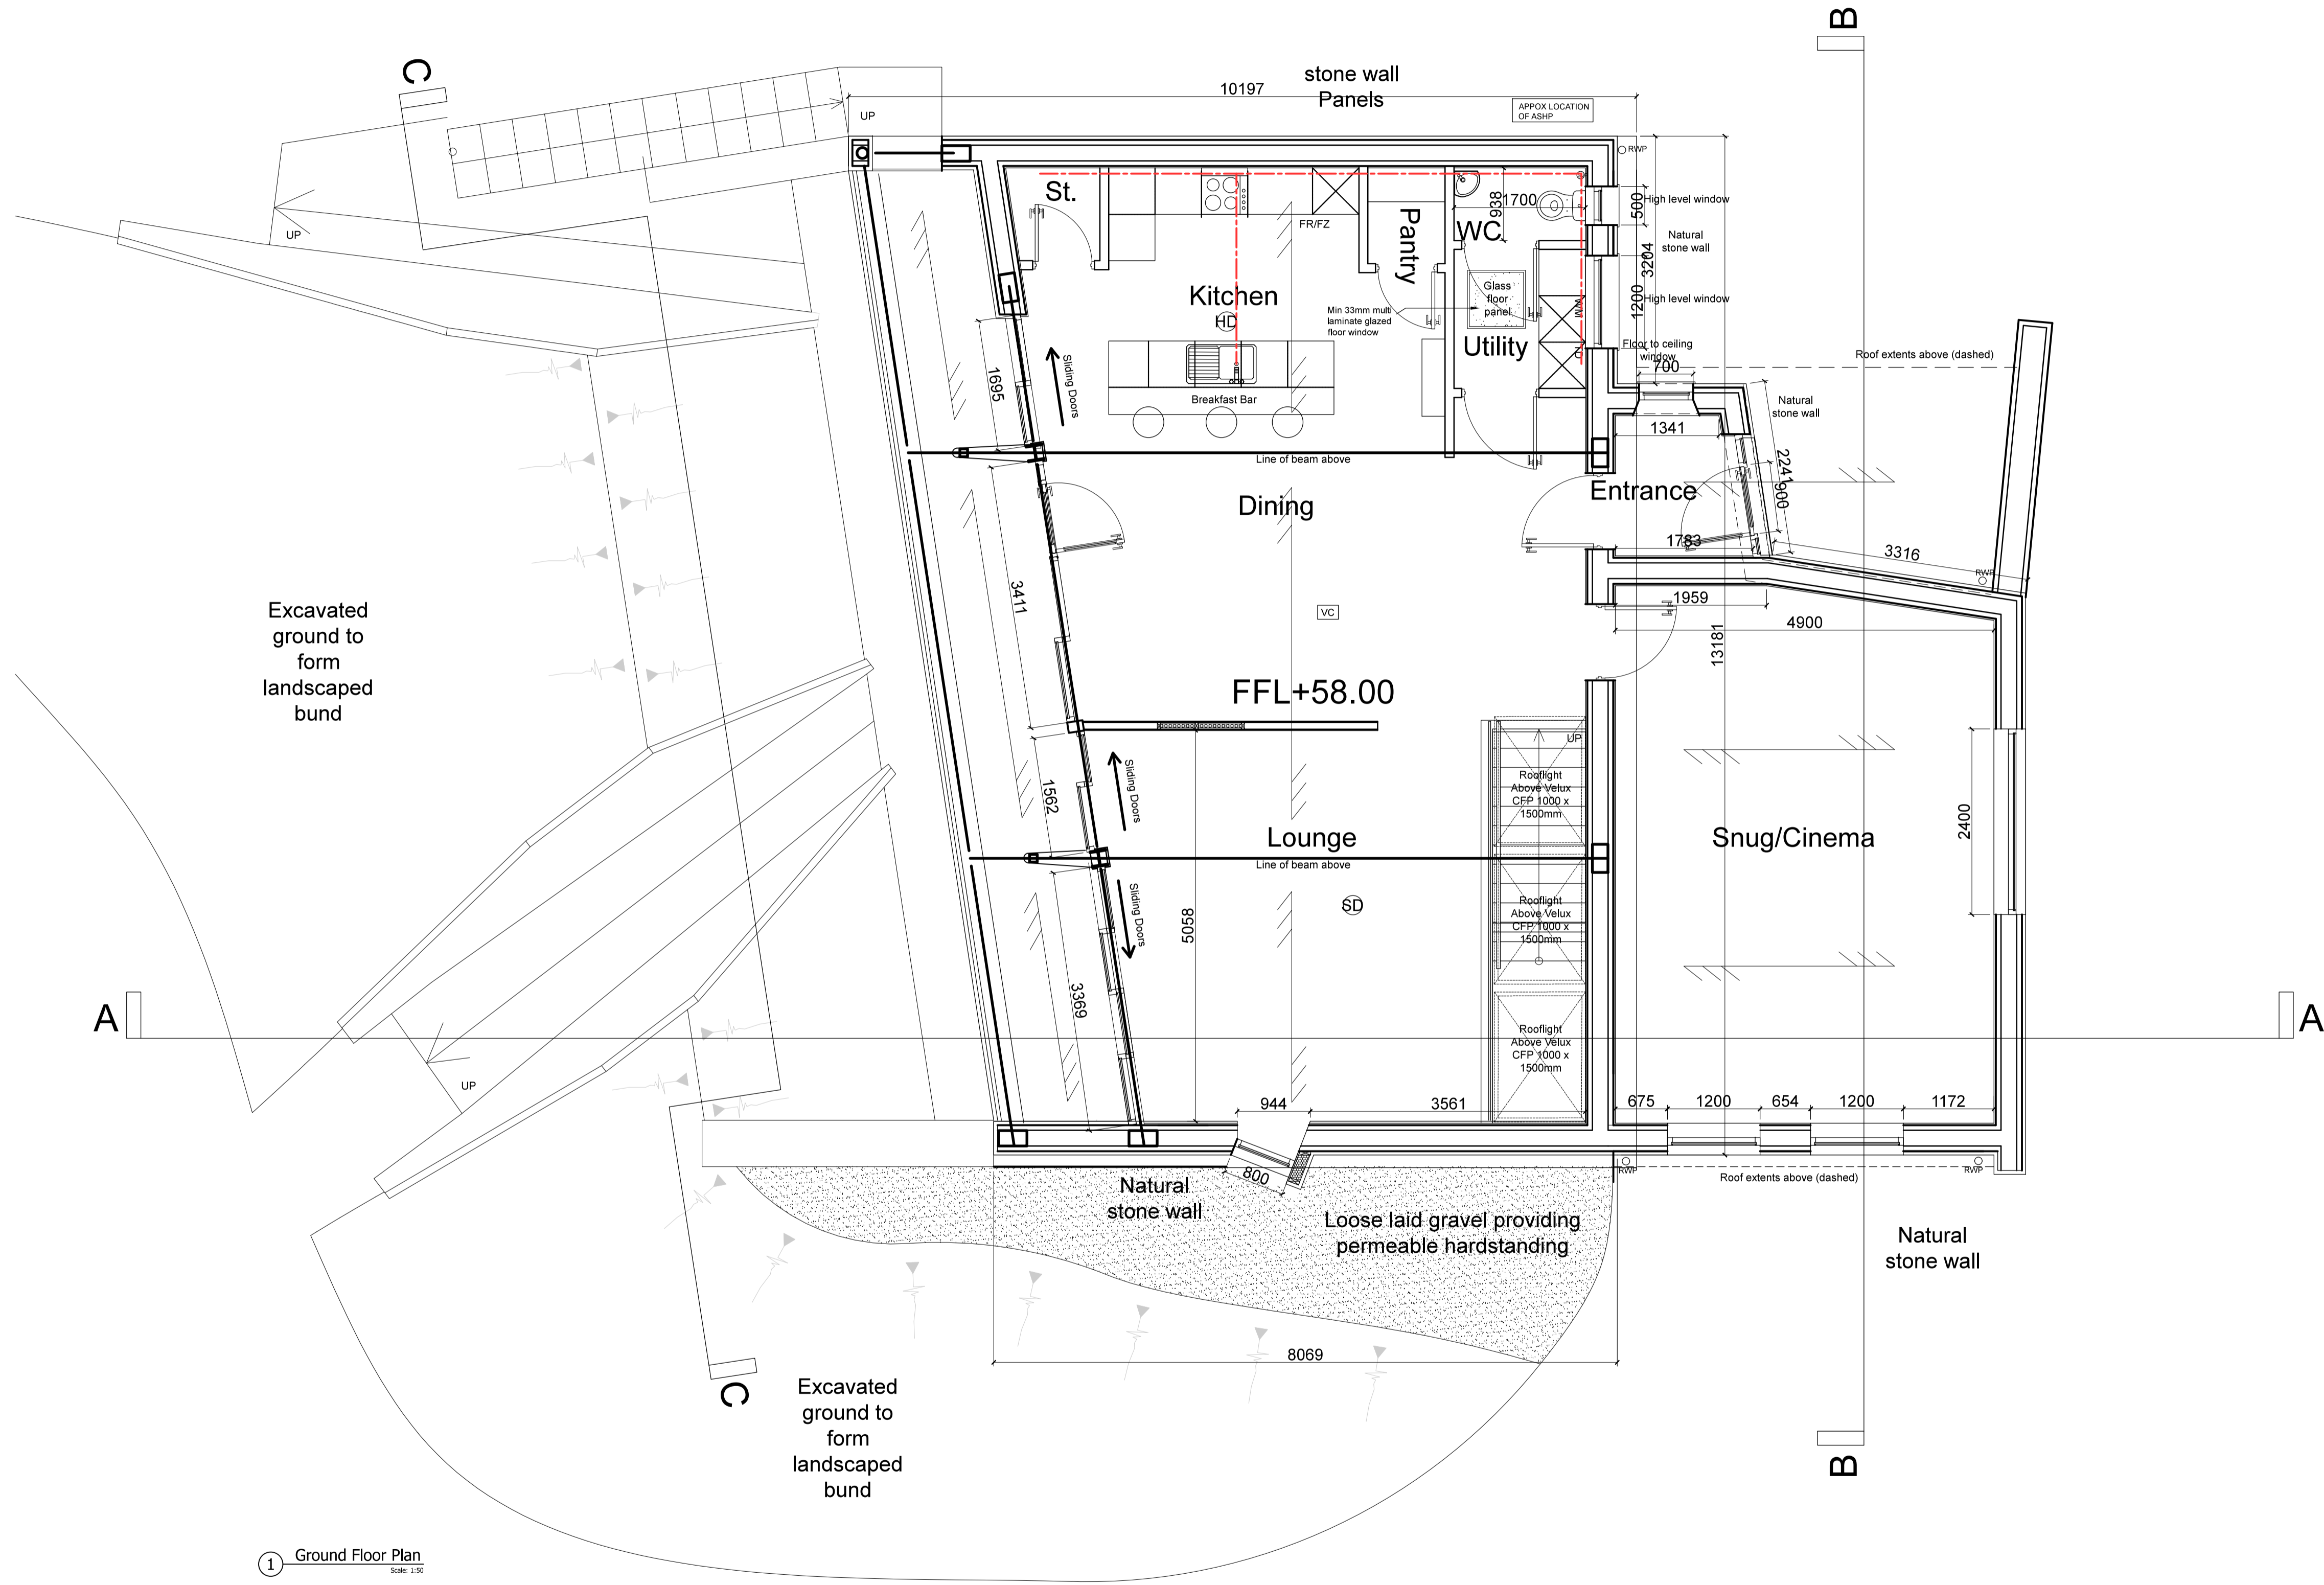 B
C
stone wall
Panels
10197
APPOX LOCATION
OF ASHP
UP
RWP
St.
FR/FZ
Pantry
938
1700
WC
500
High level window
Natural
stone wall
3204
UP
Kitchen
HD
Glass
floor
panel
Min 33mm multi
laminate glazed
floor window
WM
TD
1200
High level window
Utility
Floor to ceiling
window
700
Roof extents above (dashed)
1695
Sliding Doors
Breakfast Bar
Natural
stone wall
1341
Line of beam above
2241
900
Entrance
Dining
1783
3316
RWP
3411
VC
1959
4900
13181
Excavated
ground to
form
landscaped
bund
FFL+58.00
UP
1562
Sliding Doors
Rooflight
Above Velux
CFP 1000 x
1500mm
Lounge
Snug/Cinema
2400
Line of beam above
Sliding Doors
SD
5058
Rooflight
Above Velux
CFP 1000 x
1500mm
3369
A
A
Rooflight
Above Velux
CFP 1000 x
1500mm
UP
944
3561
675
1200
654
1200
1172
800
RWP
RWP
Roof extents above (dashed)
Natural
stone wall
Loose laid gravel providing
permeable hardstanding
Natural
stone wall
8069
C
Excavated
ground to
form
landscaped
bund
B
1
Ground Floor Plan
Scale: 1:50